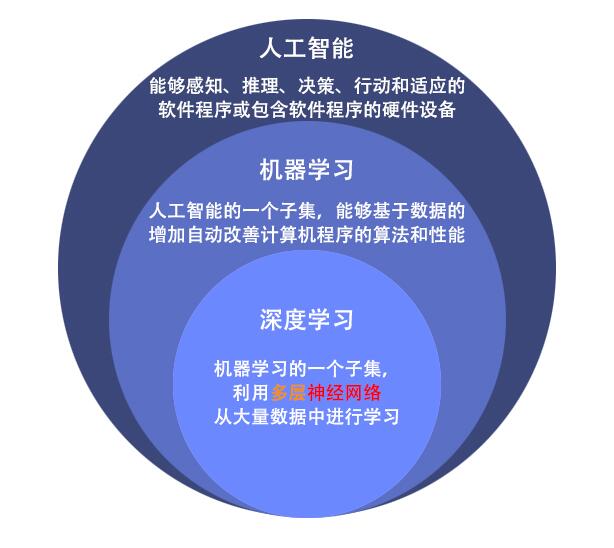 人工智能
能够感知、推理、决策、行动和适应的
软件程序或包含软件程序的硬件设备
机器学习
人工智能的一个子集，能够基于数据的
增加自动改善计算机程序的算法和性能
深度学习
机器学习的一个子集，
利用多层神经网络
从大量数据中进行学习